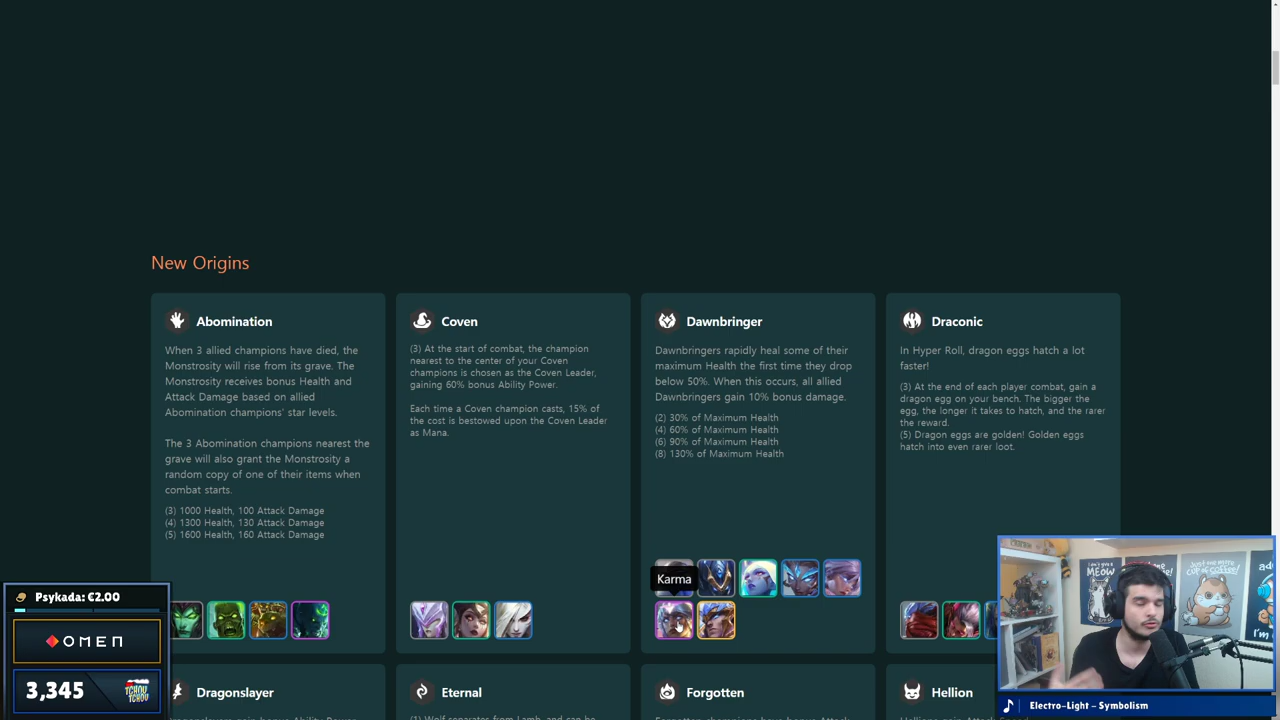 New Origins
Abomination
When 3 allied champions have died, the
Monstrosity will rise from its grave. The
Monstrosity receives bonus Health and
Attack Damage based on allied
Abomination champions' star levels.
The 3 Abomination champions nearest the
grave will also grant the Monstrosity a
random copy of one of their items when
combat starts.
(3) 1000 Health, 100 Attack Damage
(4) 1300 Health, 130 Attack Damage
(5) 1600 Health, 160 Attack Damage
Coven
(3) At the start of combat, the champion
nearest to the center of your Coven
champions is chosen as the Coven Leader,
gaining 60% bonus Ability Power.
Each time a Coven champion casts, 15% of
the cost is bestowed upon the Coven Leader
as Mana.
Dawnbringer
Dawnbringers rapidly heal some of their
maximum Health the first time they drop
below 50%. When this occurs, all allied
Dawnbringers gain 10% bonus damage.
(2) 30% of Maximum Health
(4) 60% of Maximum Health
(6) 90% of Maximum Health
(8) 130% of Maximum Health
Karma
Draconic
In Hyper Roll, dragon eggs hatch a lot
faster!
(3) At the end of each player combat, gain a
dragon egg on your bench. The bigger the
egg, the longer it takes to hatch, and the rarer
the reward.
(5) Dragon eggs are golden! Golden eggs
hatch into even rarer loot.
Dragonslayer
Eternal
Forgotten
Hellion
Psykada: €2.00
OMEN
3,345
TCHOU
TCHOU
MEOW
CUP OF COFFEE!
Electro-Light - Symbolism